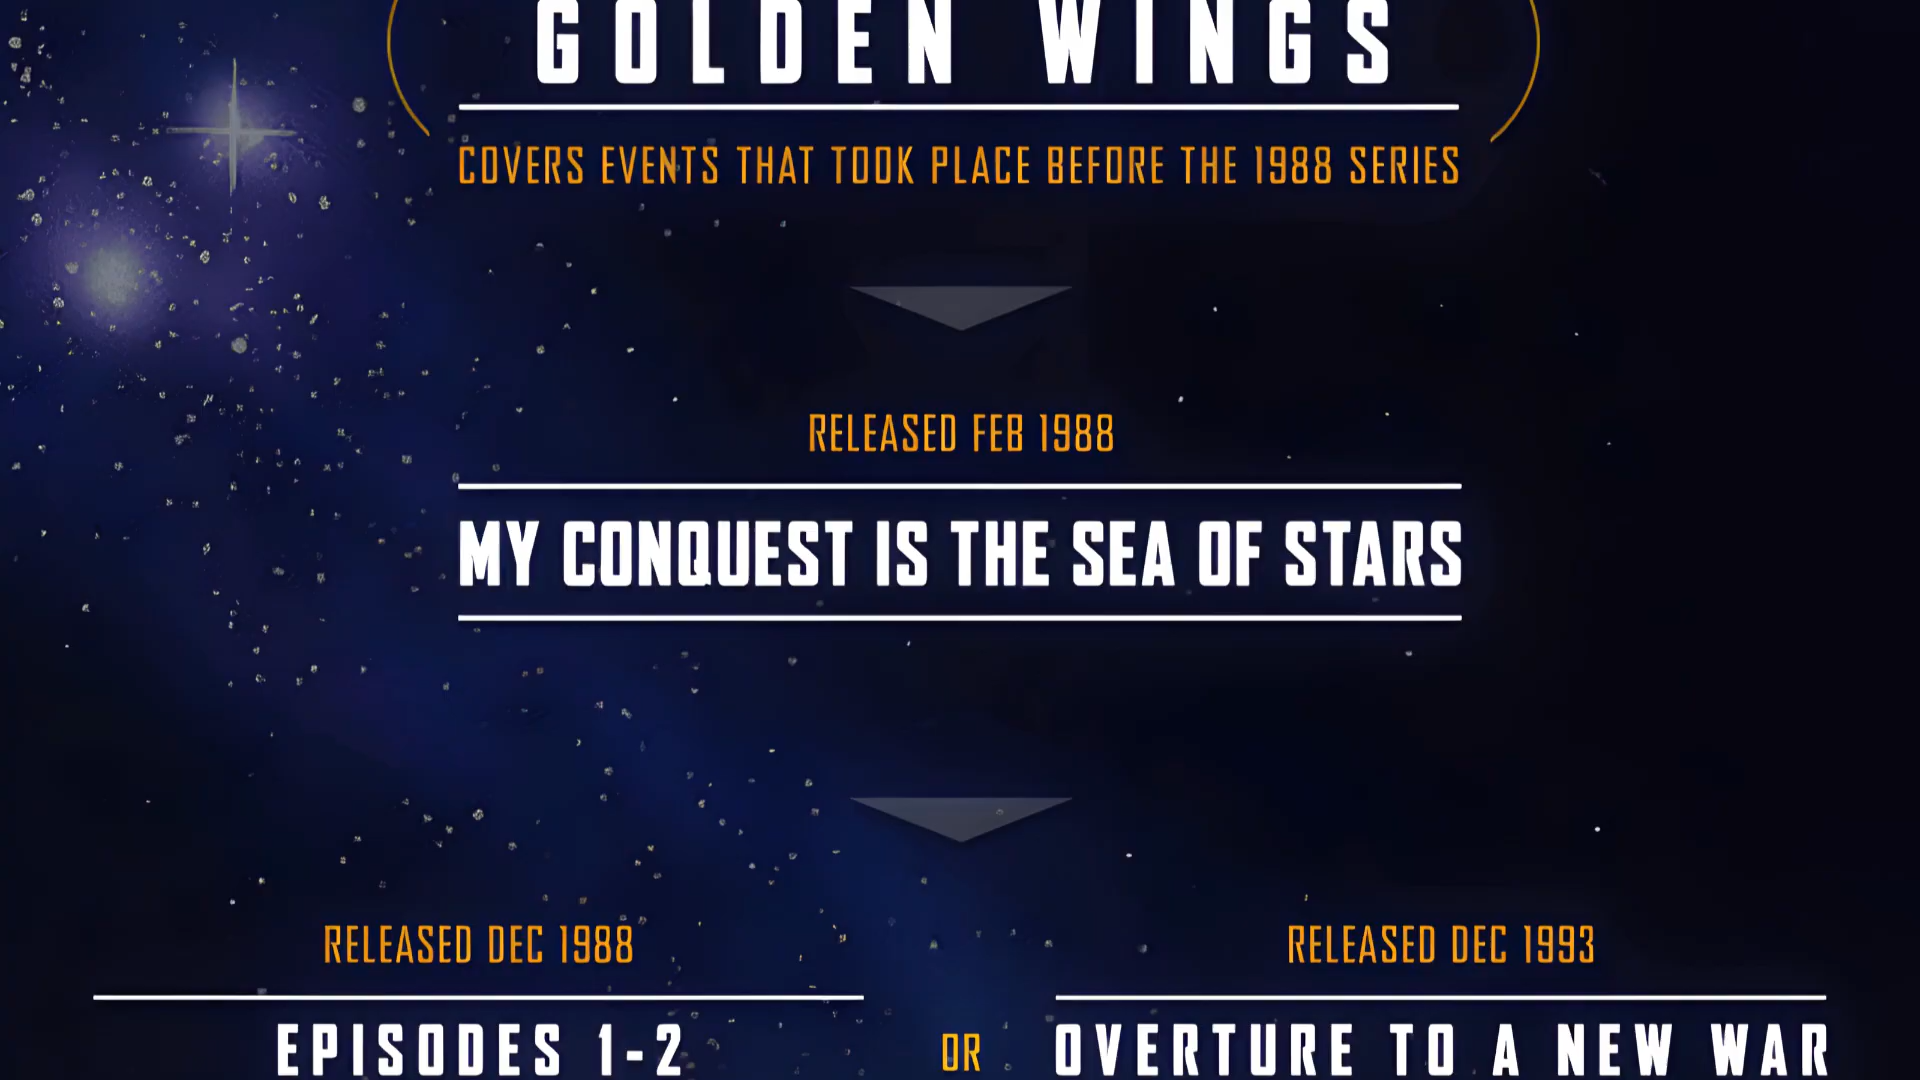 GOLDEN WINGS
COVERS EVENTS THAT TOOK PLACE BEFORE THE 1988 SERIES
RELEASED FEB 1988
MY CONQUEST IS THE SEA OF STARS
RELEASED DEC 1988
EPISODES 1-2
OR
RELEASED DEC 1993
OVERTURE TO A NEW WAR